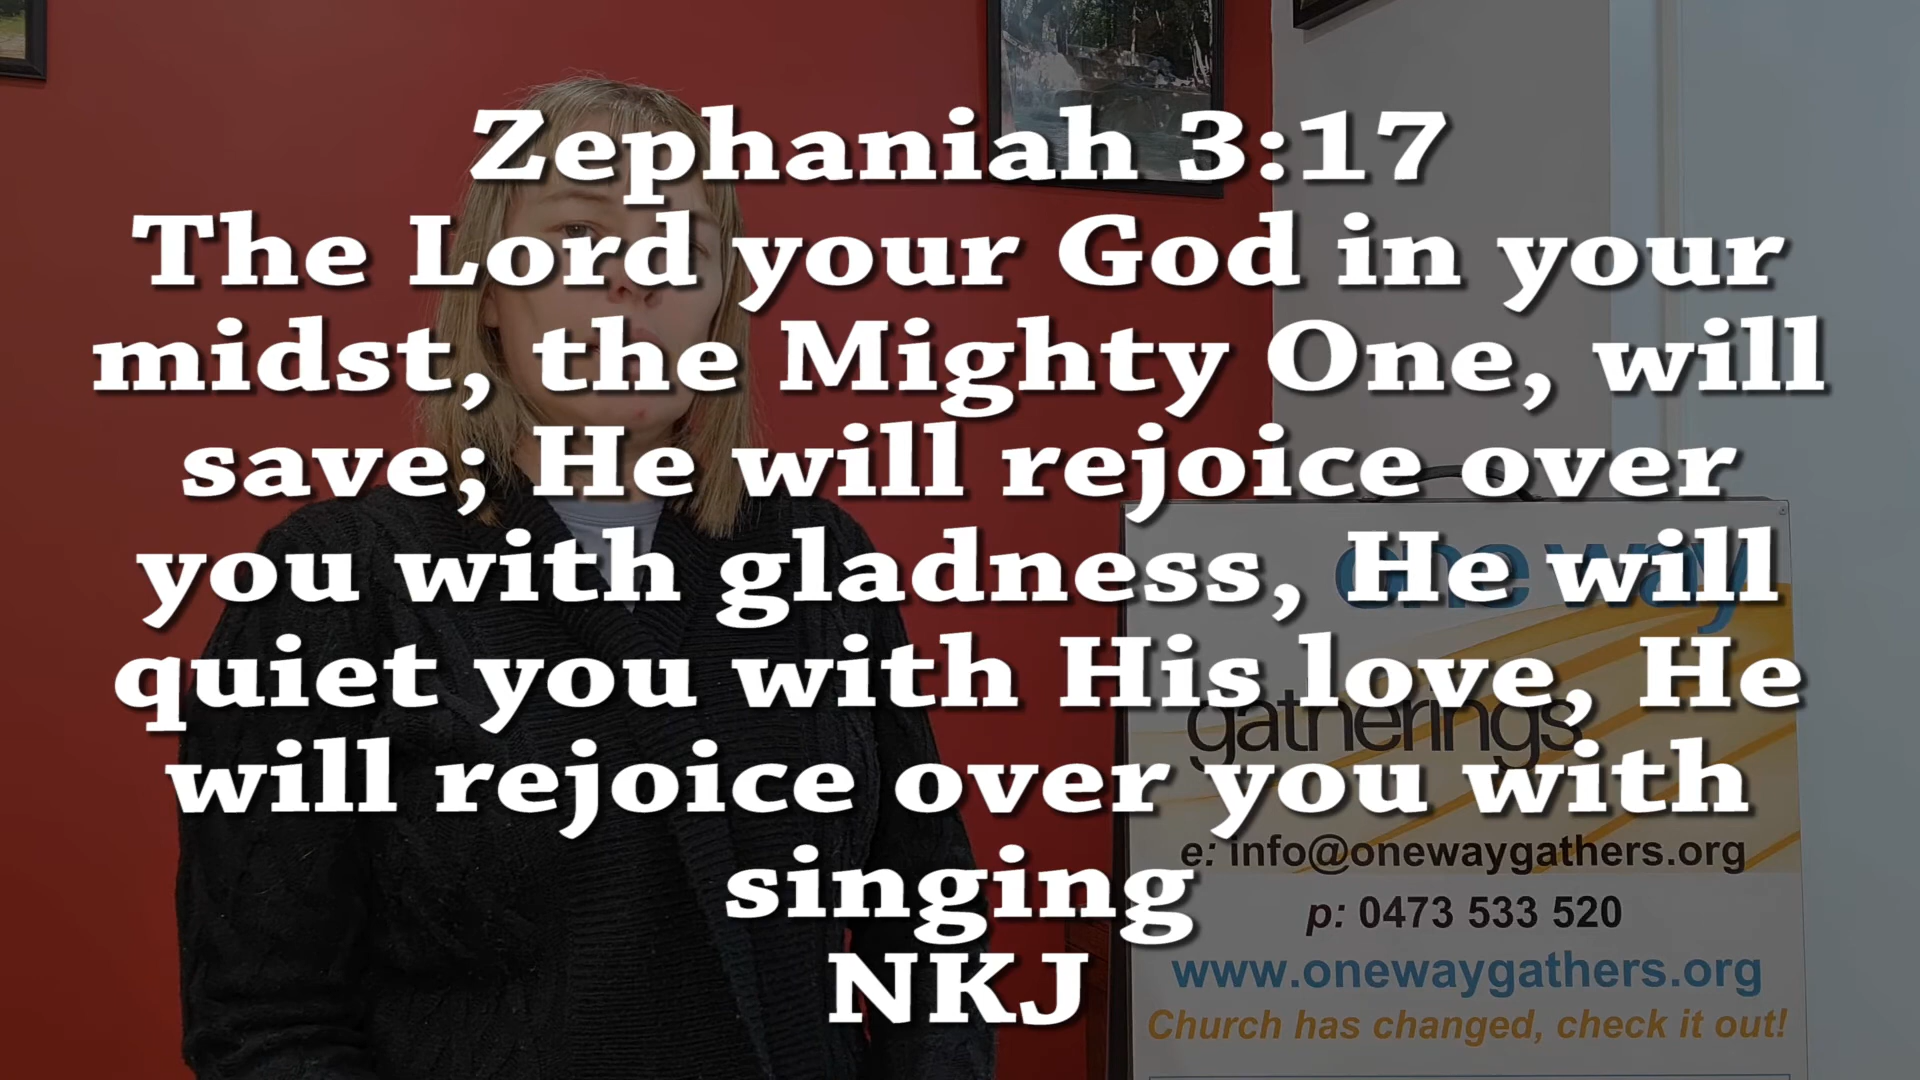 Zephaniah 3:17
The Lord your God in your
midst, the Mighty One, will
save; He will rejoice over
you with gladness, He will
quiet you with His love, He
will rejoice over you with
singing
NKJ
one way
gatherings
e: info@onewaygathers.org
p: 0473 533 520
www.onewaygathers.org
Church has changed, check it out!